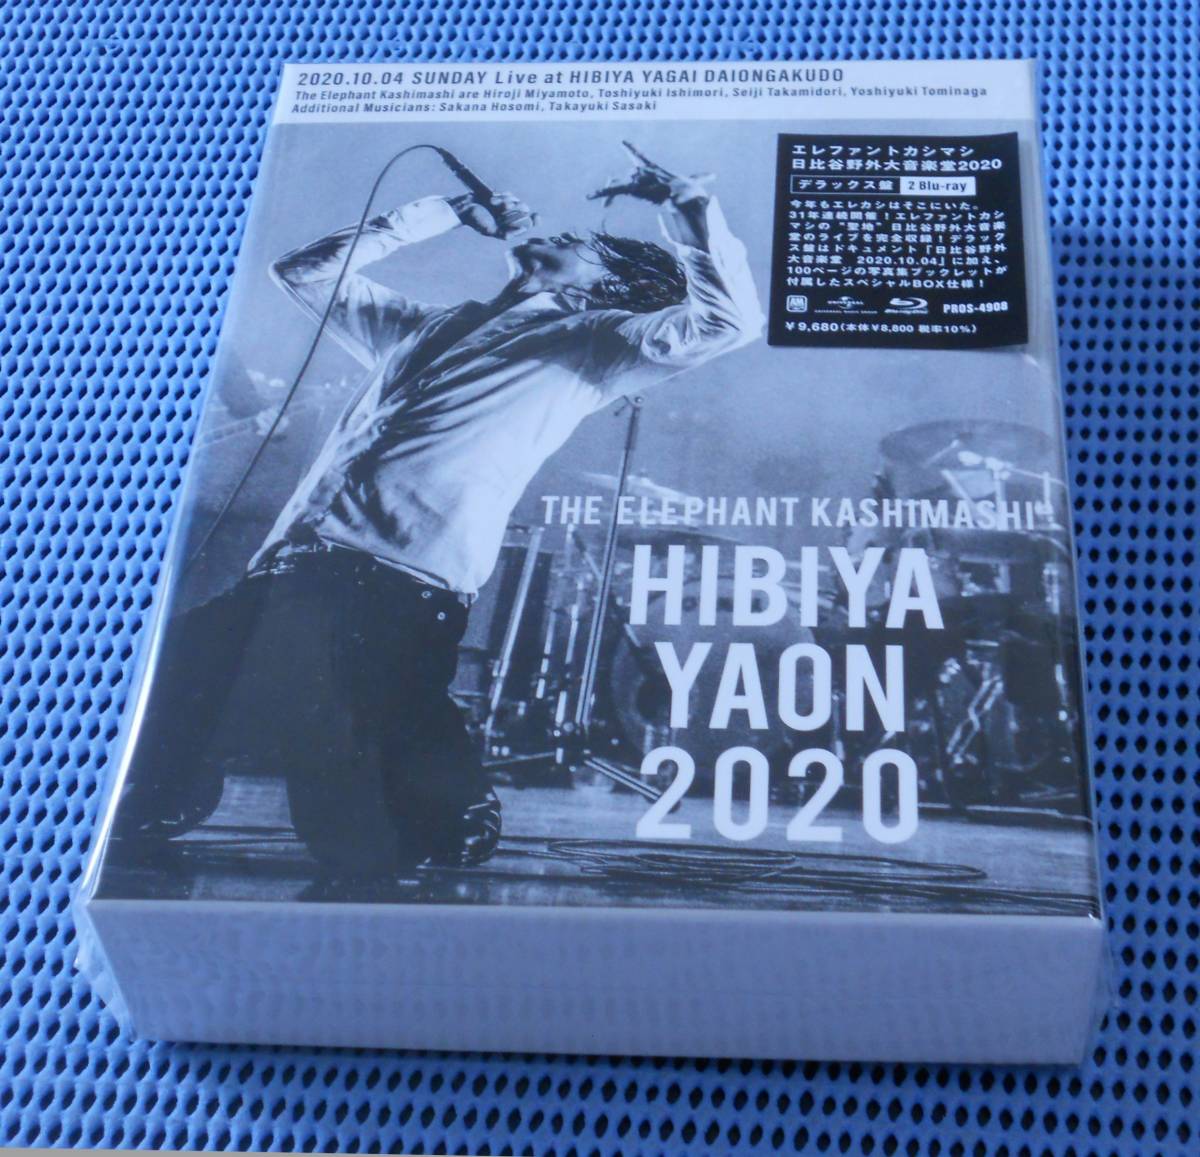 2020.10.04 SUNDAY Live at HIBIYA YAGAI DAIONGAKUDO
The Elephant Kashimashi are Hiroji Miyamoto, Toshiyuki Ishimori, Seiji Takamidori, Yoshiyuki Tominaga
Additional Musicians: Sakana Hosomi, Takayuki Sasaki
エレファントカシマシ
日比谷野外大音楽堂2020
デラックス盤 2 Blu-ray
今年もエレカシはそこにいた。
31年連続開催！エレファントカシ
マシの"聖地" 日比谷野外大音楽
堂のライブを完全収録！デラック
ス盤はドキュメント「日比谷野外
大音楽堂 2020.10.04」に加え、
100ページの写真集ブックレットが
付属したスペシャルBOX仕様！
A&M UNIVERSAL UNIVERSAL MUSIC GROUP Blu-ray Disc PROS-4908
￥9,680(本体￥8,800 税率10%)
THE ELEPHANT KASHIMASHI
HIBIYA
YAON
2020